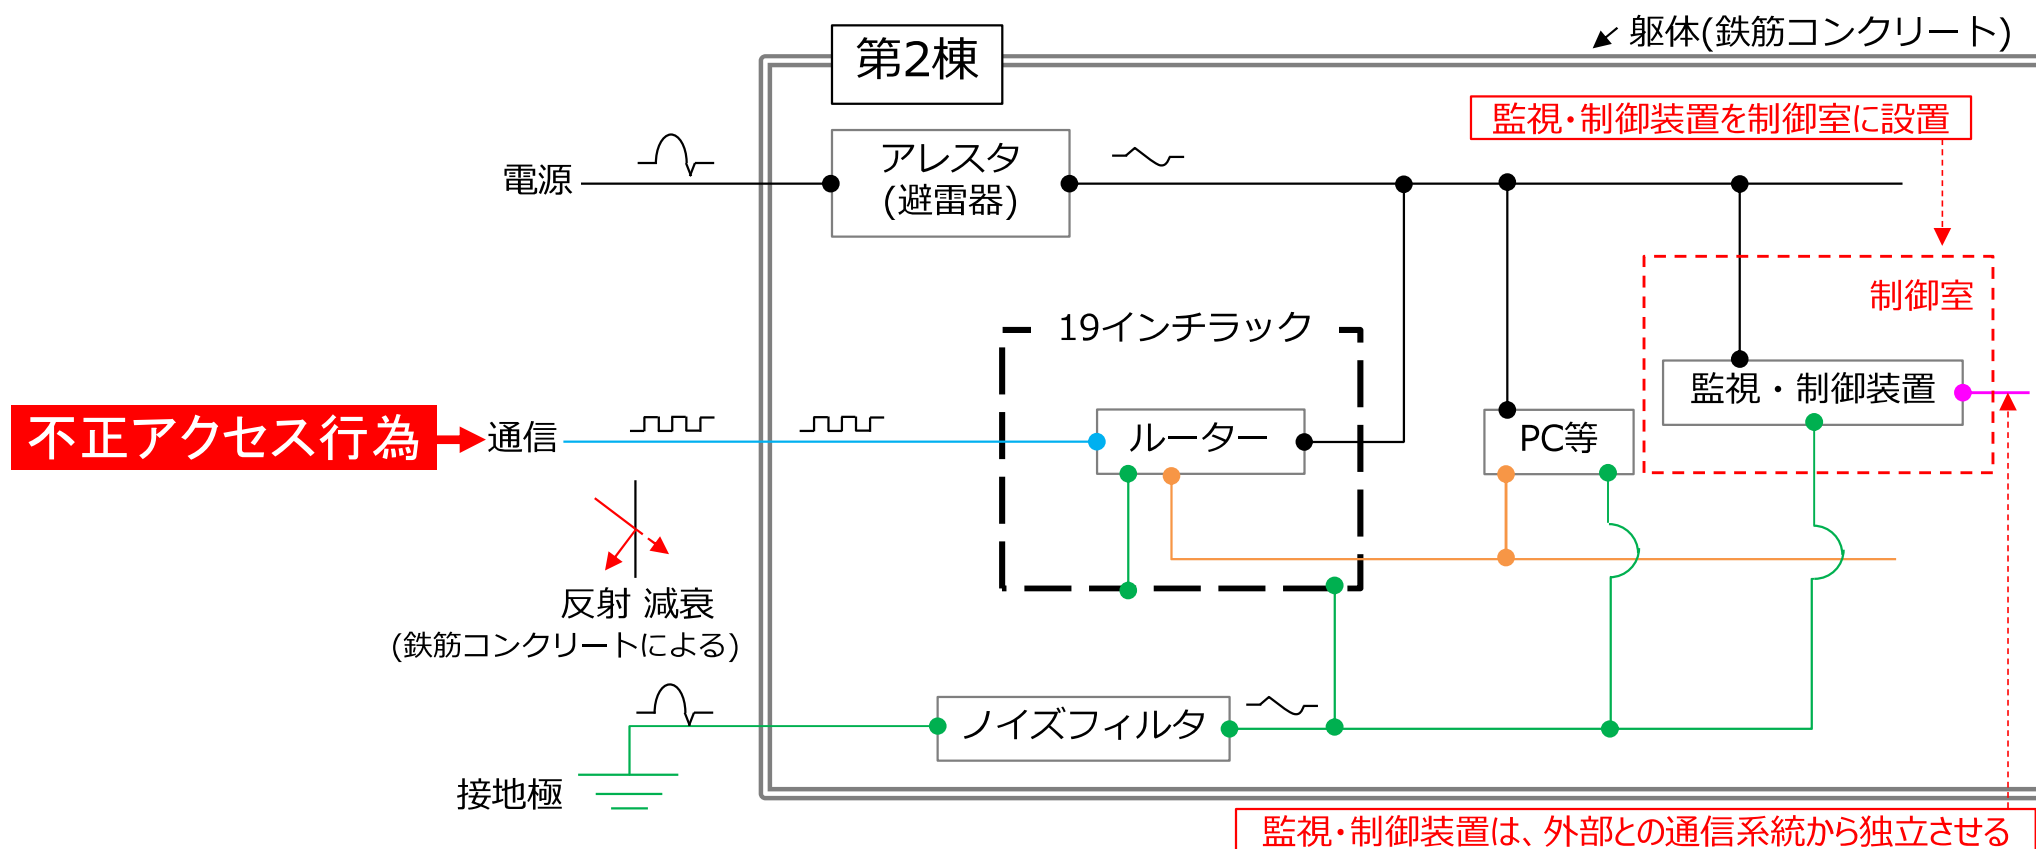 躯体(鉄筋コンクリート)
第2棟
監視・制御装置を制御室に設置
アレスタ
(避雷器)
電源
制御室
19インチラック
監視・制御装置
不正アクセス行為
通信
ルーター
PC等
反射 減衰
(鉄筋コンクリートによる)
ノイズフィルタ
接地極
監視・制御装置は、外部との通信系統から独立させる